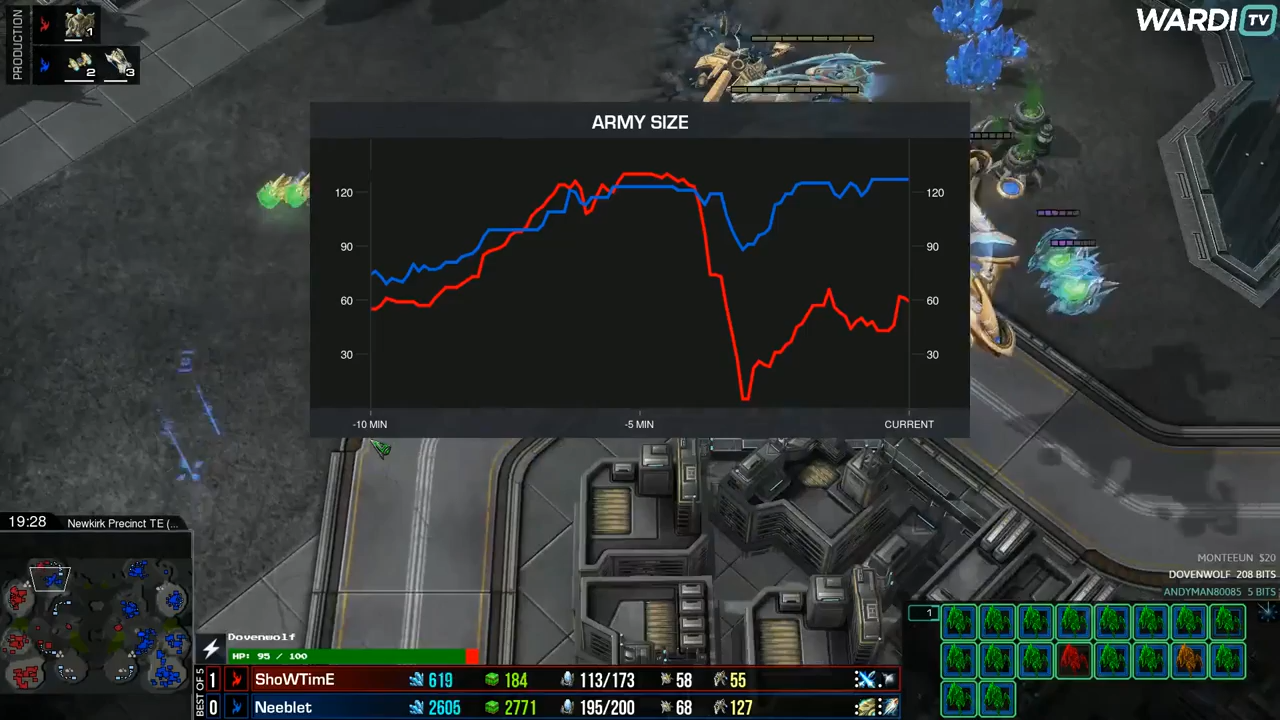 PRODUCTION
1
2
3
WARDI TV
ARMY SIZE
120
120
90
90
60
60
30
30
-10 MIN
-5 MIN
CURRENT
19:28
Newkirk Precinct TE (...
MONTEEUN $20
DOVENWOLF 208 BITS
ANDYMAN80085 5 BITS
1
Dovenwolf
HP: 95 / 100
BEST OF 5
1 ShoWTimE 619 184 113/173 58 55
0 Neeblet 2605 2771 195/200 68 127